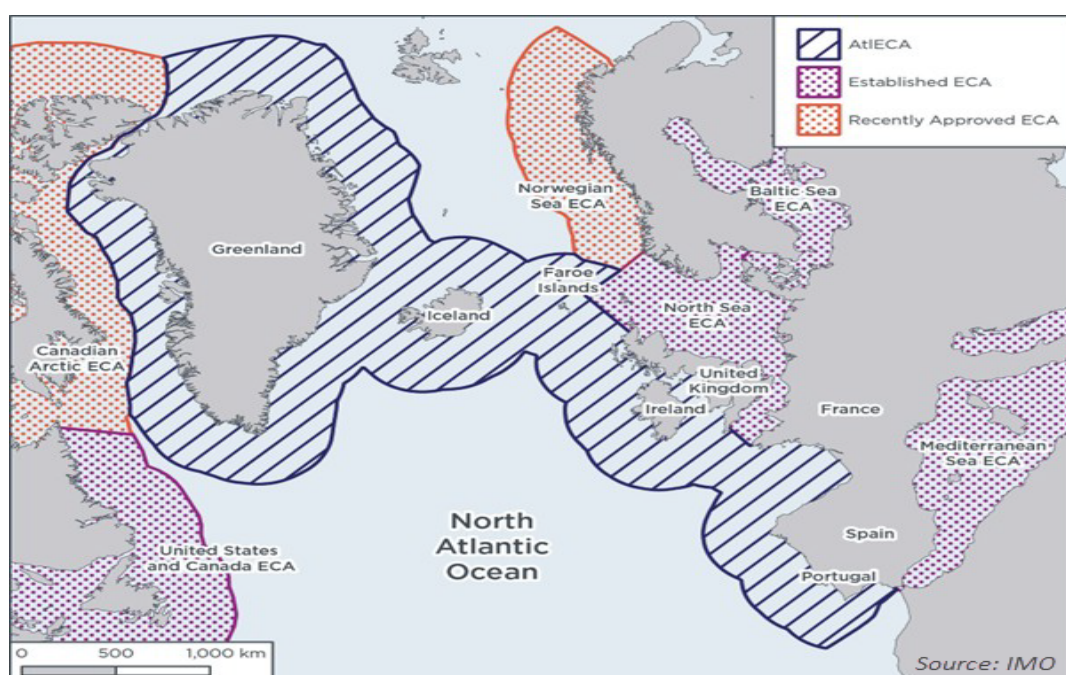 AtlECA
Established ECA
Recently Approved ECA
Norwegian
Sea ECA
Baltic Sea
ECA
Greenland
Faroe
Islands
Iceland
North Sea
ECA
Canadian
Arctic ECA
United
Kingdom
Ireland
France
Mediterranean
Sea ECA
North
Atlantic
Ocean
Spain
United States
and Canada ECA
Portugal
0 500 1,000 km
Source: IMO